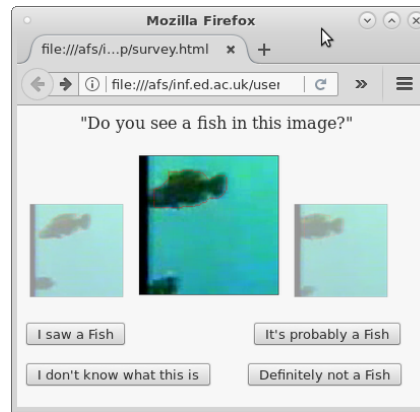 Mozilla Firefox
file:///afs/i...p/survey.html × +
file:///afs/inf.ed.ac.uk/user
"Do you see a fish in this image?"
I saw a Fish
It's probably a Fish
I don't know what this is
Definitely not a Fish